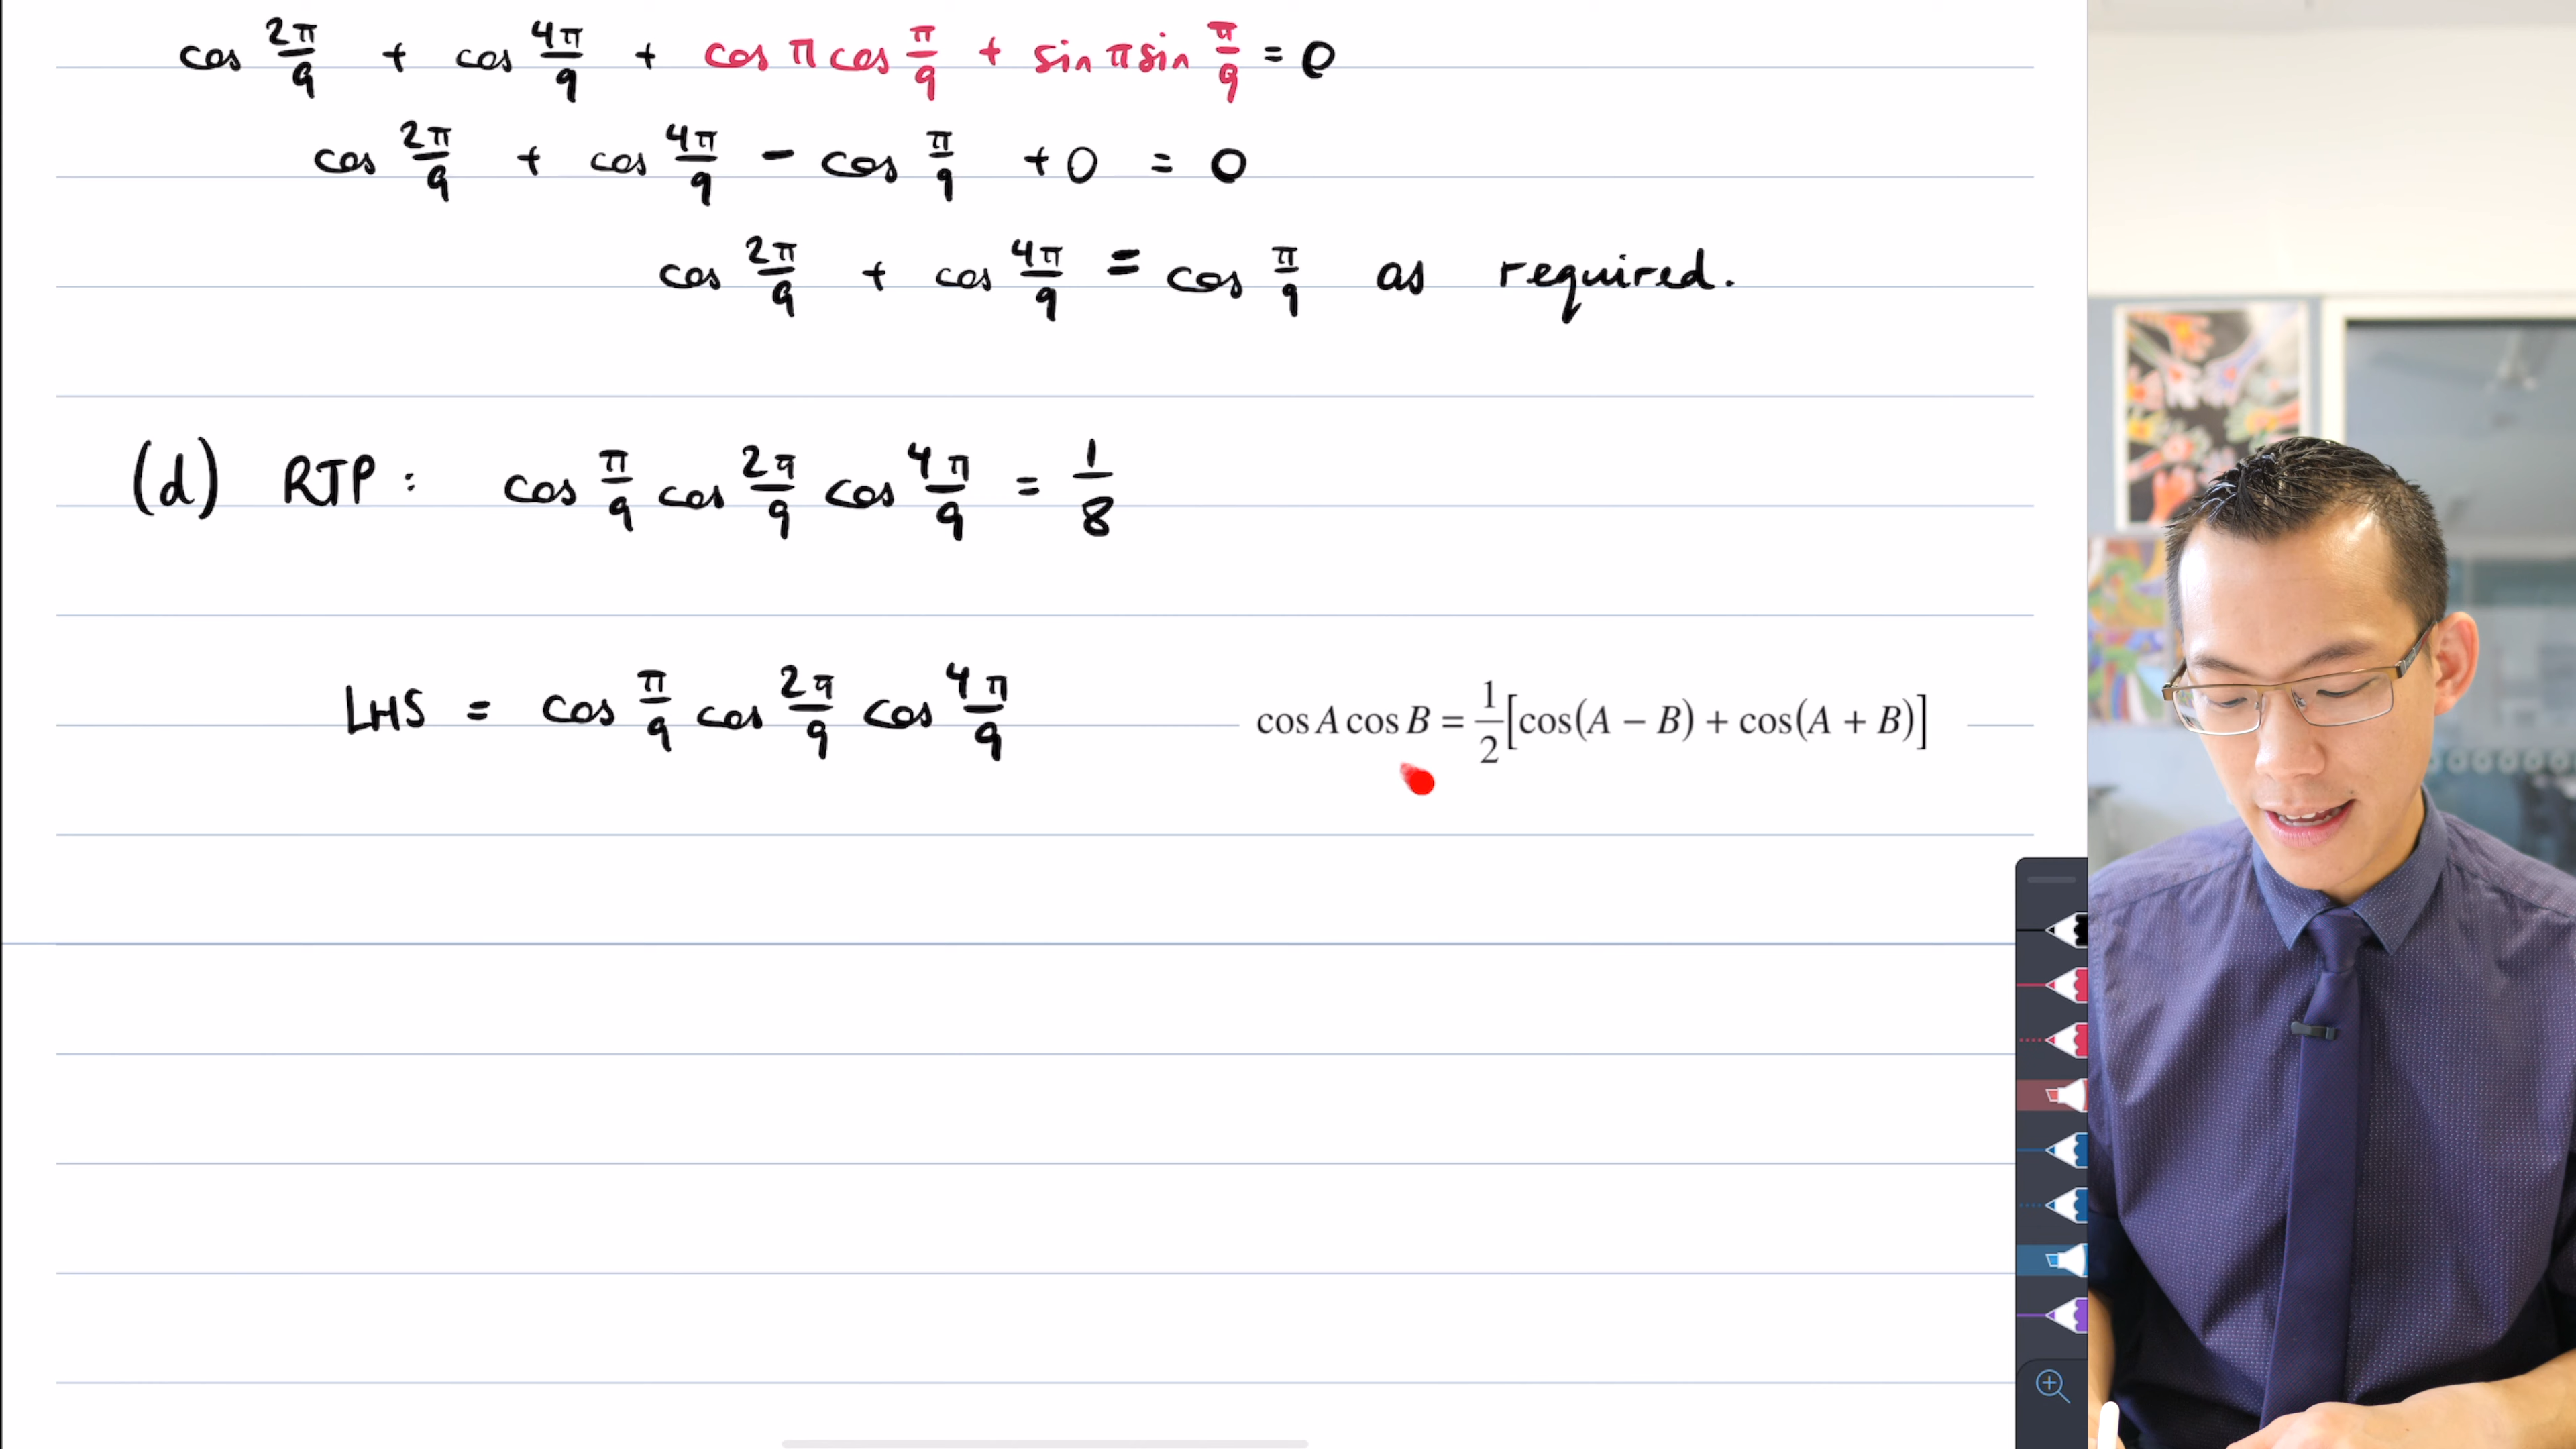 cos 2π/9 + cos 4π/9 + cos π cos π/9 + sin π sin π/9 = 0
cos 2π/9 + cos 4π/9 - cos π/9 + 0 = 0
cos 2π/9 + cos 4π/9 = cos π/9 as required.
(d) RTP: cos π/9 cos 2π/9 cos 4π/9 = 1/8
LHS = cos π/9 cos 2π/9 cos 4π/9
cos A cos B = 1/2 [cos(A − B) + cos(A + B)]